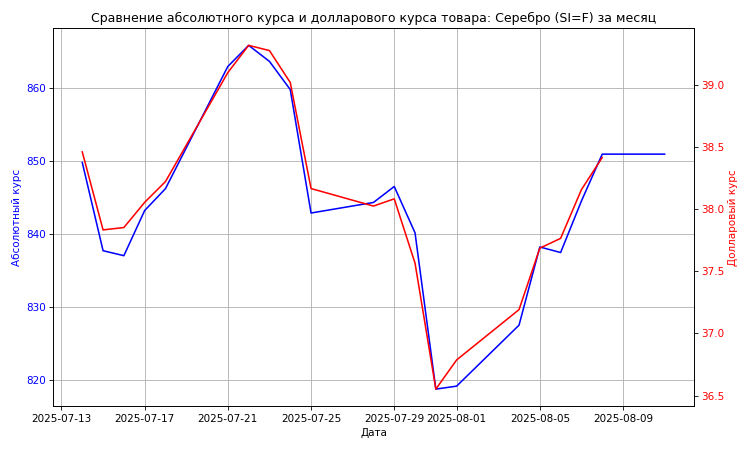 Сравнение абсолютного курса и долларового курса товара: Серебро (SI=F) за месяц
Абсолютный курс
860
850
840
830
820
39.0
38.5
38.0
37.5
37.0
36.5
Долларовый курс
2025-07-13 2025-07-17 2025-07-21 2025-07-25 2025-07-29 2025-08-01 2025-08-05 2025-08-09
Дата